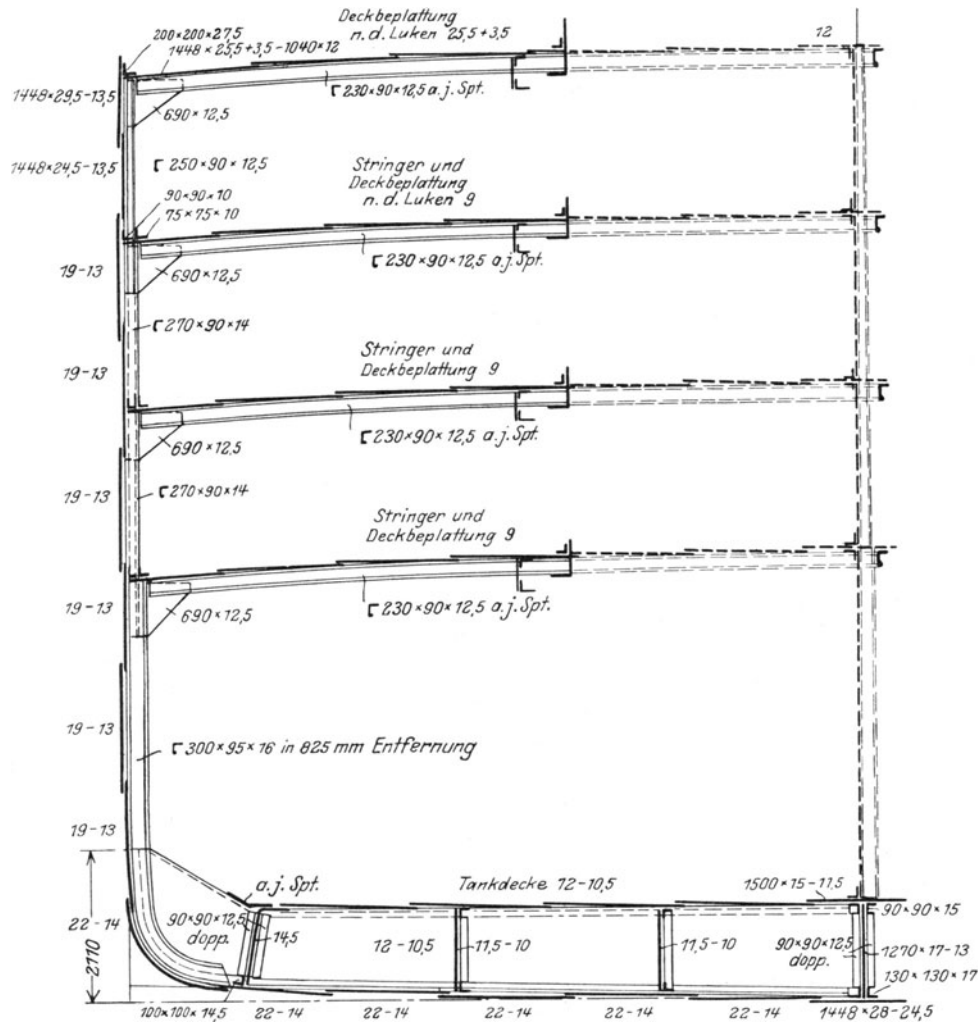 Deckbeplattung
n. d. Luken 25,5 + 3,5
12
200×200×27,5
1448 × 25,5 + 3,5 – 1040 × 12
1448×29,5–13,5
⎡230×90×12,5 a.j. Spt.
690 × 12,5
1448×24,5–13,5
⎡250×90×12,5
Stringer und
Deckbeplattung
n. d. Luken 9
90×90×10
75×75×10
19–13
690×12,5
⎡230×90×12,5 a.j. Spt.
⎡270×90×14
Stringer und
Deckbeplattung 9
19–13
690×12,5
⎡230×90×12,5 a.j. Spt.
19–13
⎡270×90×14
Stringer und
Deckbeplattung 9
19–13
690×12,5
⎡230×90×12,5 a.j. Spt.
19–13
⎡300×95×16 in 825 mm Entfernung
19–13
a.j. Spt.
Tankdecke 12–10,5
1500×15–11,5
90×90×15
22–14
2110
90×90×12,5
dopp.
14,5
12–10,5
11,5–10
11,5–10
90×90×12,5
dopp.
1270×17–13
130×130×17
100×100×14,5
22–14
22–14
22–14
22–14
1448×28–24,5